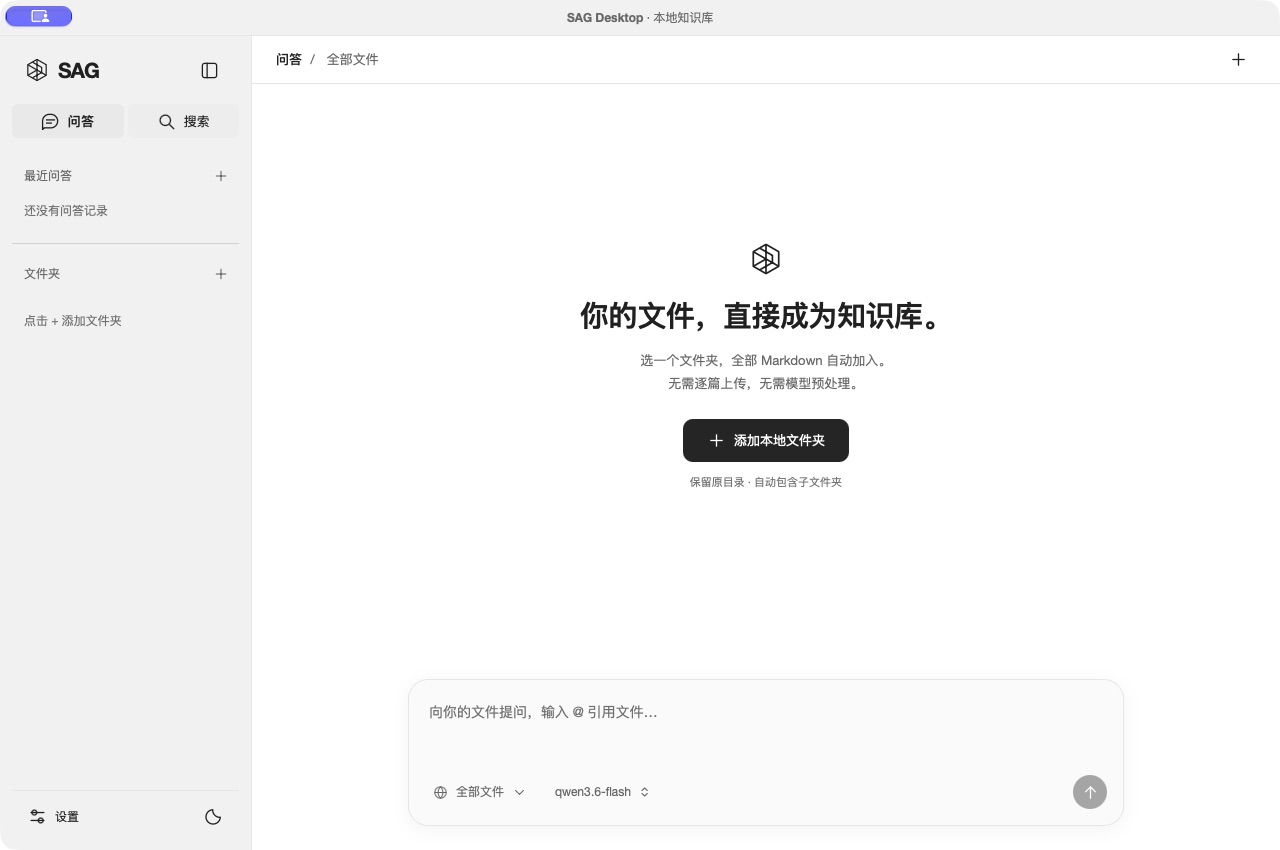 SAG Desktop · 本地知识库
SAG
问答 搜索
最近问答
还没有问答记录
文件夹
点击 + 添加文件夹
设置
问答 / 全部文件
你的文件，直接成为知识库。
选一个文件夹，全部 Markdown 自动加入。
无需逐篇上传，无需模型预处理。
添加本地文件夹
保留原目录 · 自动包含子文件夹
向你的文件提问，输入 @ 引用文件...
全部文件 qwen3.6-flash